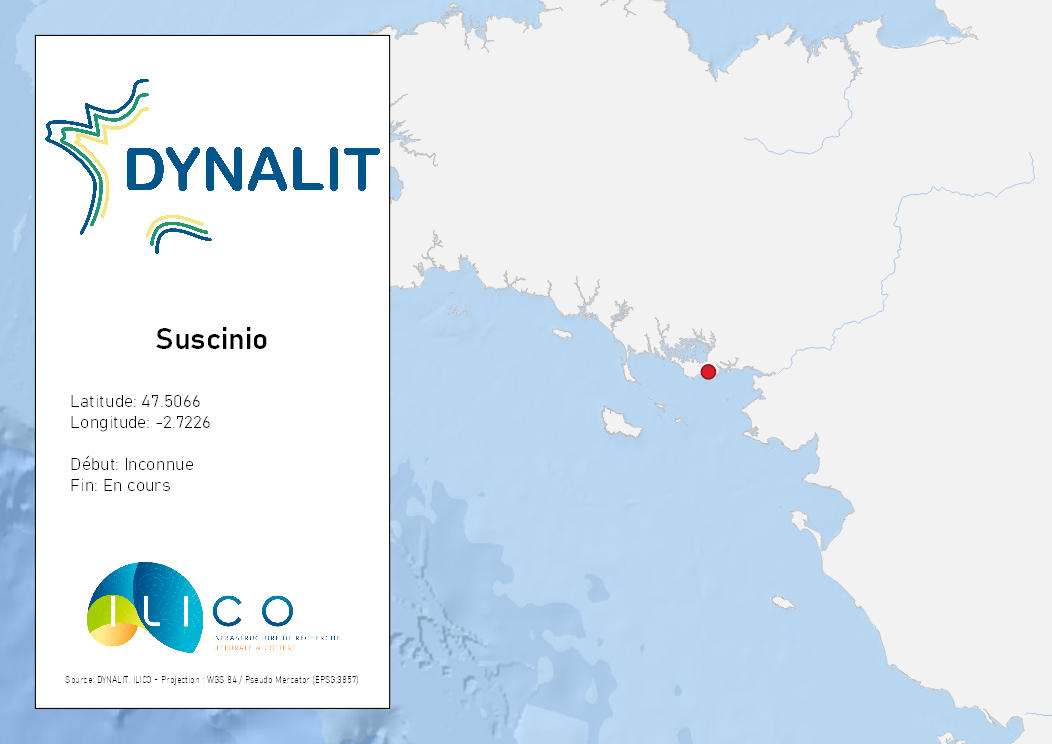 DYNALIT
Suscinio
Latitude: 47.5066
Longitude: -2.7226
Début: Inconnue
Fin: En cours
ILICO
INFRASTRUCTURE DE RECHERCHE
LITTORALE & CÔTIÈRE
Source: DYNALIT, ILICO - Projection : WGS 84 / Pseudo Mercator (EPSG:3857)